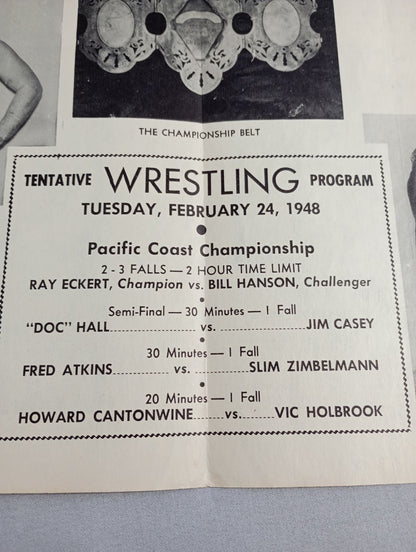 THE CHAMPIONSHIP BELT
TENTATIVE WRESTLING PROGRAM
TUESDAY, FEBRUARY 24, 1948
Pacific Coast Championship
2 - 3 FALLS — 2 HOUR TIME LIMIT
RAY ECKERT, Champion vs. BILL HANSON, Challenger
Semi-Final — 30 Minutes — 1 Fall
"DOC" HALL vs. JIM CASEY
30 Minutes — 1 Fall
FRED ATKINS vs. SLIM ZIMBELMANN
20 Minutes — 1 Fall
HOWARD CANTONWINE vs. VIC HOLBROOK